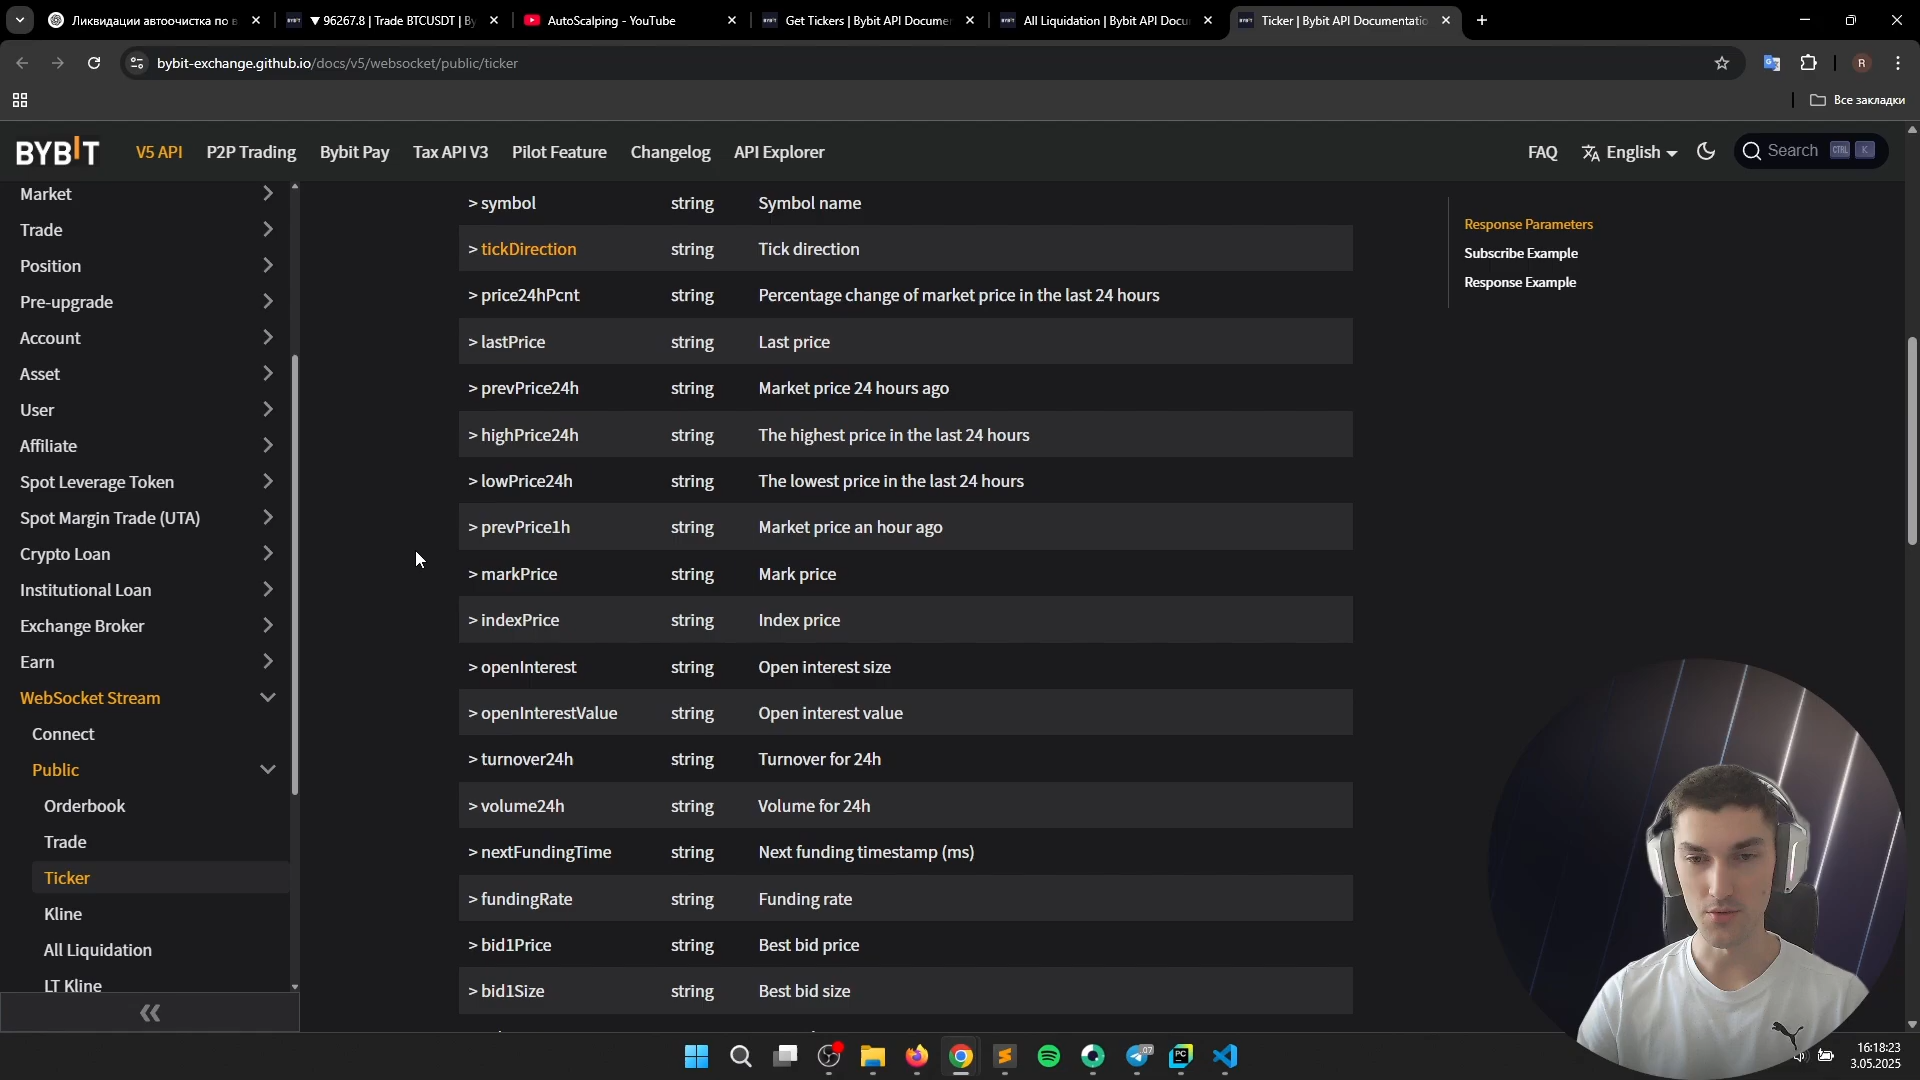 Ликвидации автоочистка по в
▼ 96267.8 | Trade BTCUSDT | By
AutoScalping - YouTube
Get Tickers | Bybit API Documen
All Liquidation | Bybit API Docu
Ticker | Bybit API Documentatio
bybit-exchange.github.io/docs/v5/websocket/public/ticker
R
Все закладки
BYBIT
V5 API
P2P Trading
Bybit Pay
Tax API V3
Pilot Feature
Changelog
API Explorer
FAQ
English
Search
CTRL
K
Market
Trade
Position
Pre-upgrade
Account
Asset
User
Affiliate
Spot Leverage Token
Spot Margin Trade (UTA)
Crypto Loan
Institutional Loan
Exchange Broker
Earn
WebSocket Stream
Connect
Public
Orderbook
Trade
Ticker
Kline
All Liquidation
LT Kline
> symbol string Symbol name
> tickDirection string Tick direction
> price24hPcnt string Percentage change of market price in the last 24 hours
> lastPrice string Last price
> prevPrice24h string Market price 24 hours ago
> highPrice24h string The highest price in the last 24 hours
> lowPrice24h string The lowest price in the last 24 hours
> prevPrice1h string Market price an hour ago
> markPrice string Mark price
> indexPrice string Index price
> openInterest string Open interest size
> openInterestValue string Open interest value
> turnover24h string Turnover for 24h
> volume24h string Volume for 24h
> nextFundingTime string Next funding timestamp (ms)
> fundingRate string Funding rate
> bid1Price string Best bid price
> bid1Size string Best bid size
Response Parameters
Subscribe Example
Response Example
16:18:23
3.05.2025